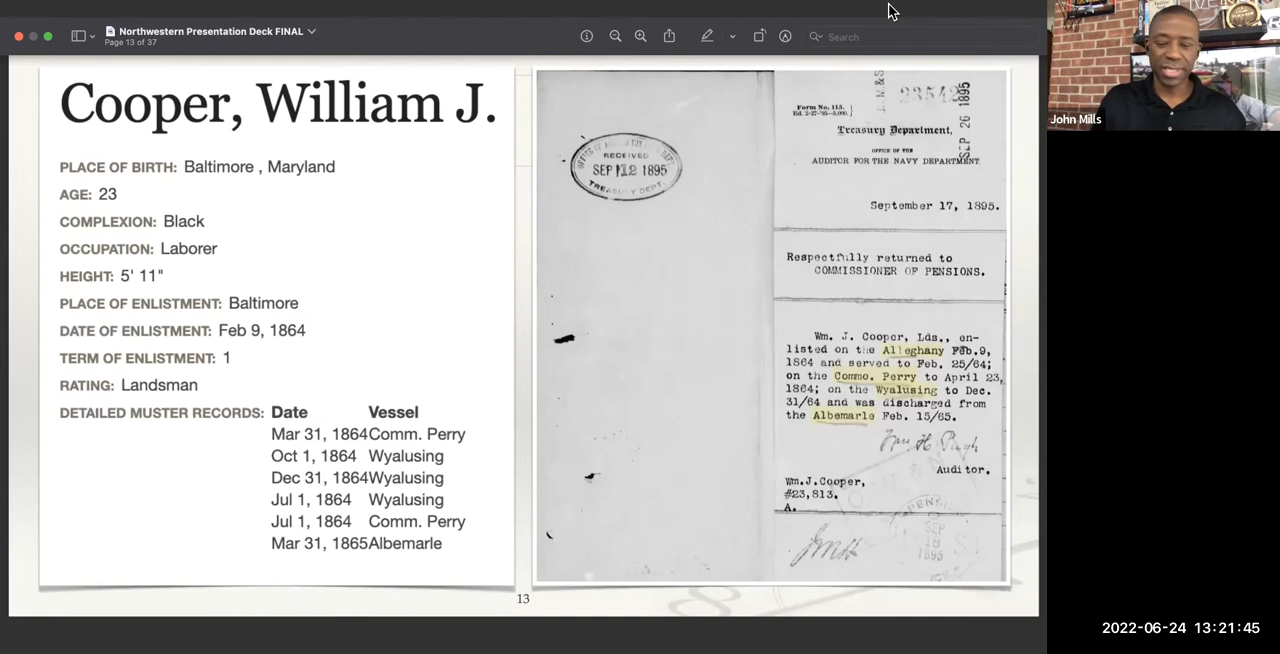 Northwestern Presentation Deck FINAL
Page 13 of 37
Search
John Mills
Cooper, William J.
PLACE OF BIRTH: Baltimore , Maryland
AGE: 23
COMPLEXION: Black
OCCUPATION: Laborer
HEIGHT: 5' 11"
PLACE OF ENLISTMENT: Baltimore
DATE OF ENLISTMENT: Feb 9, 1864
TERM OF ENLISTMENT: 1
RATING: Landsman
DETAILED MUSTER RECORDS: Date Vessel
Mar 31, 1864 Comm. Perry
Oct 1, 1864 Wyalusing
Dec 31, 1864 Wyalusing
Jul 1, 1864 Wyalusing
Jul 1, 1864 Comm. Perry
Mar 31, 1865 Albemarle
RECEIVED
SEP 12 1895
TREASURY DEPT.
23542
SEP 26 1895
Form No. 115.
Treasury Department,
OFFICE OF THE
AUDITOR FOR THE NAVY DEPARTMENT
September 17, 1895.
Respectfully returned to
COMMISSIONER OF PENSIONS.
Wm. J. Cooper, Lds., en-
listed on the Alleghany Feb.9,
1864 and served to Feb. 25/64;
on the Commo. Perry to April 23,
1864; on the Wyalusing to Dec.
31/64 and was discharged from
the Albemarle Feb. 15/65.
Auditor.
Wm.J.Cooper,
#23,813.
A.
PENSION
SEP
18
1895
13
2022-06-24 13:21:45